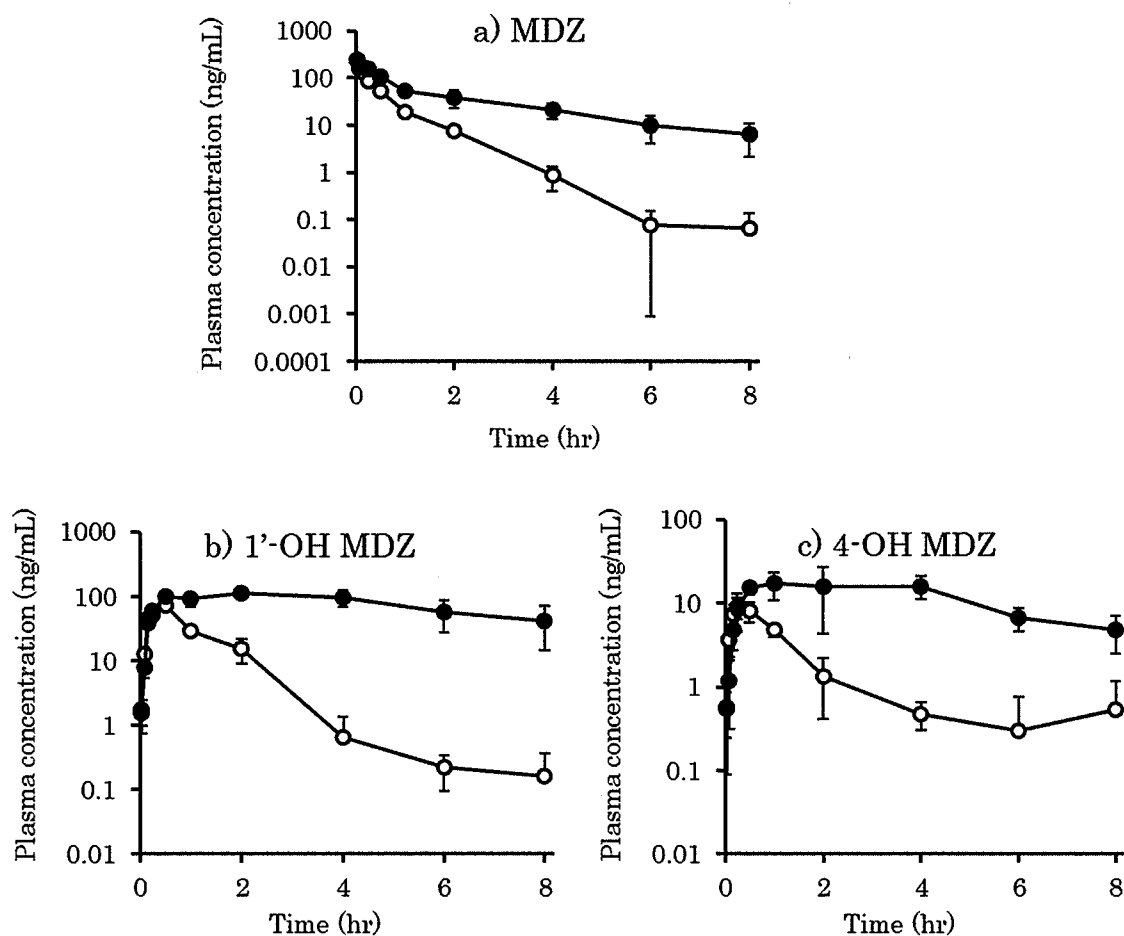 a) MDZ
Plasma concentration (ng/mL)
1000
100
10
1
0.1
0.01
0.001
0.0001
0 2 4 6 8
Time (hr)
b) 1’-OH MDZ
Plasma concentration (ng/mL)
1000
100
10
1
0.1
0.01
0 2 4 6 8
Time (hr)
c) 4-OH MDZ
Plasma concentration (ng/mL)
100
10
1
0.1
0.01
0 2 4 6 8
Time (hr)